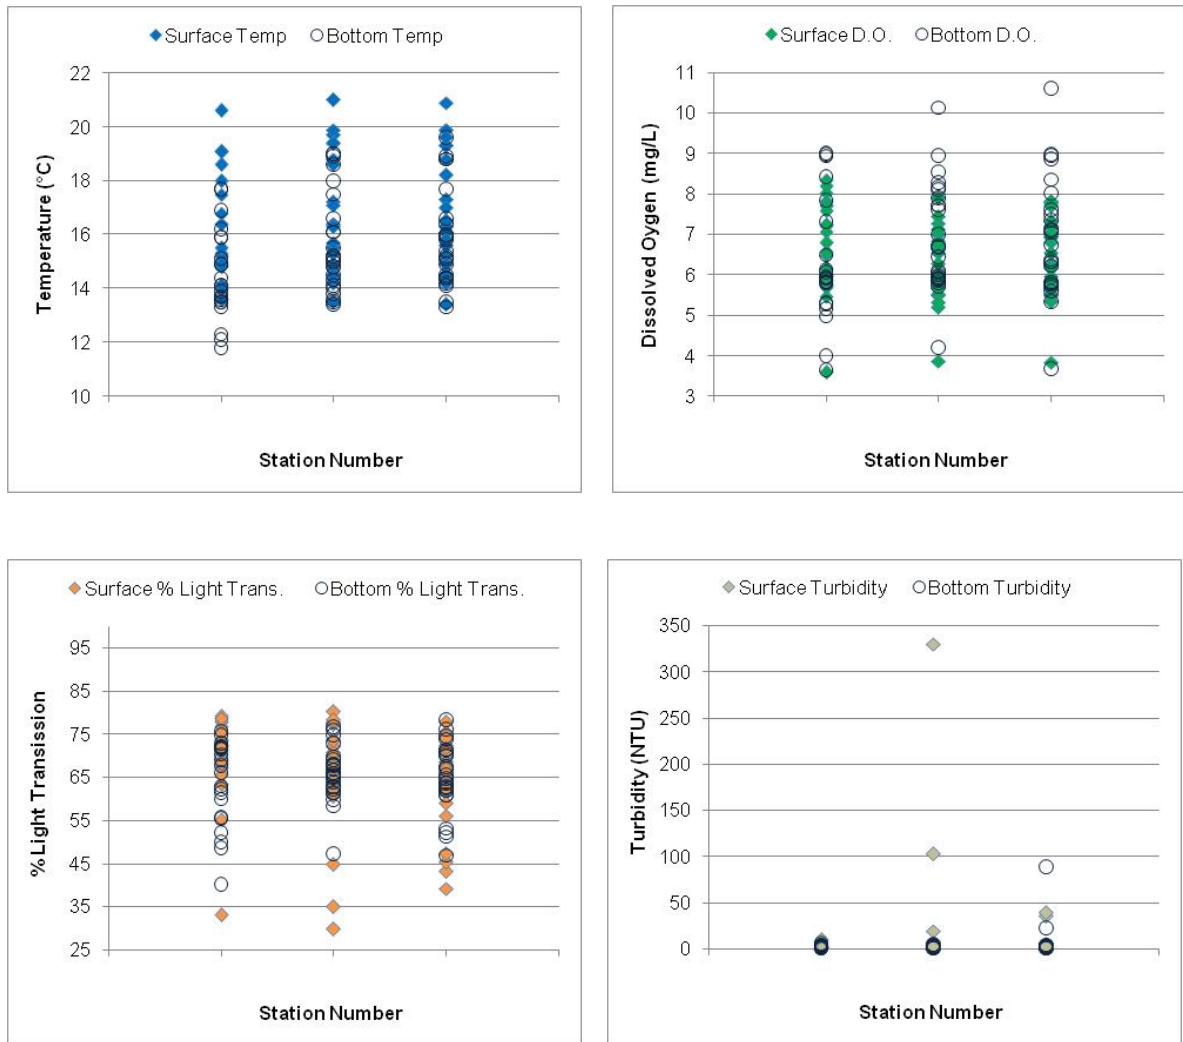 Surface Temp Bottom Temp
22
20
18
16
14
12
10
Temperature (°C)
Station Number
Surface D.O. Bottom D.O.
11
10
9
8
7
6
5
4
3
Dissolved Oygen (mg/L)
Station Number
Surface % Light Trans. Bottom % Light Trans.
95
85
75
65
55
45
35
25
% Light Transission
Station Number
Surface Turbidity Bottom Turbidity
350
300
250
200
150
100
50
0
Turbidity (NTU)
Station Number